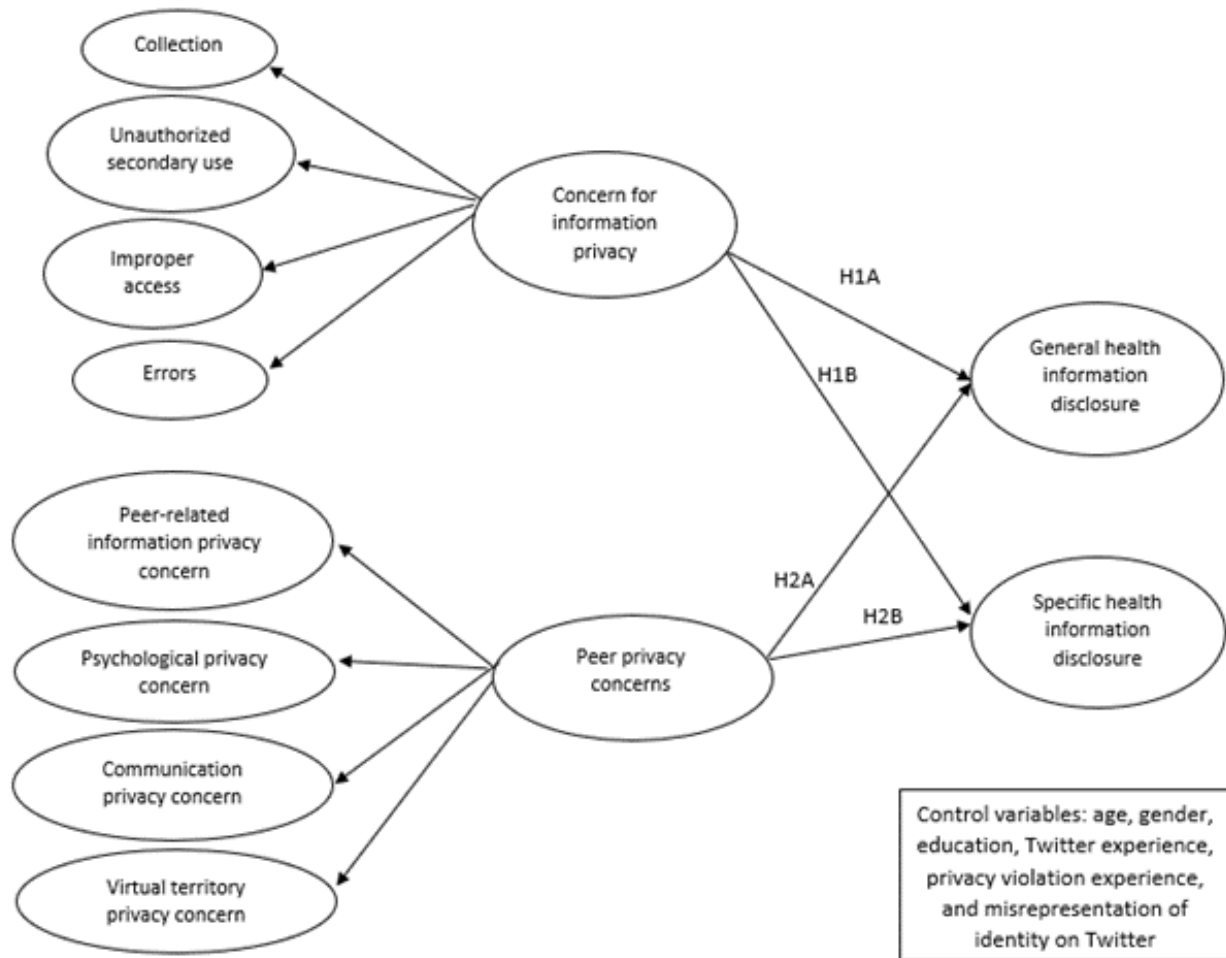 Collection
Unauthorized
secondary use
Improper
access
Errors
Concern for
information
privacy
H1A
H1B
General health
information
disclosure
Peer-related
information privacy
concern
Psychological privacy
concern
Communication
privacy concern
Virtual territory
privacy concern
Peer privacy
concerns
H2A
H2B
Specific health
information
disclosure
Control variables: age, gender,
education, Twitter experience,
privacy violation experience,
and misrepresentation of
identity on Twitter